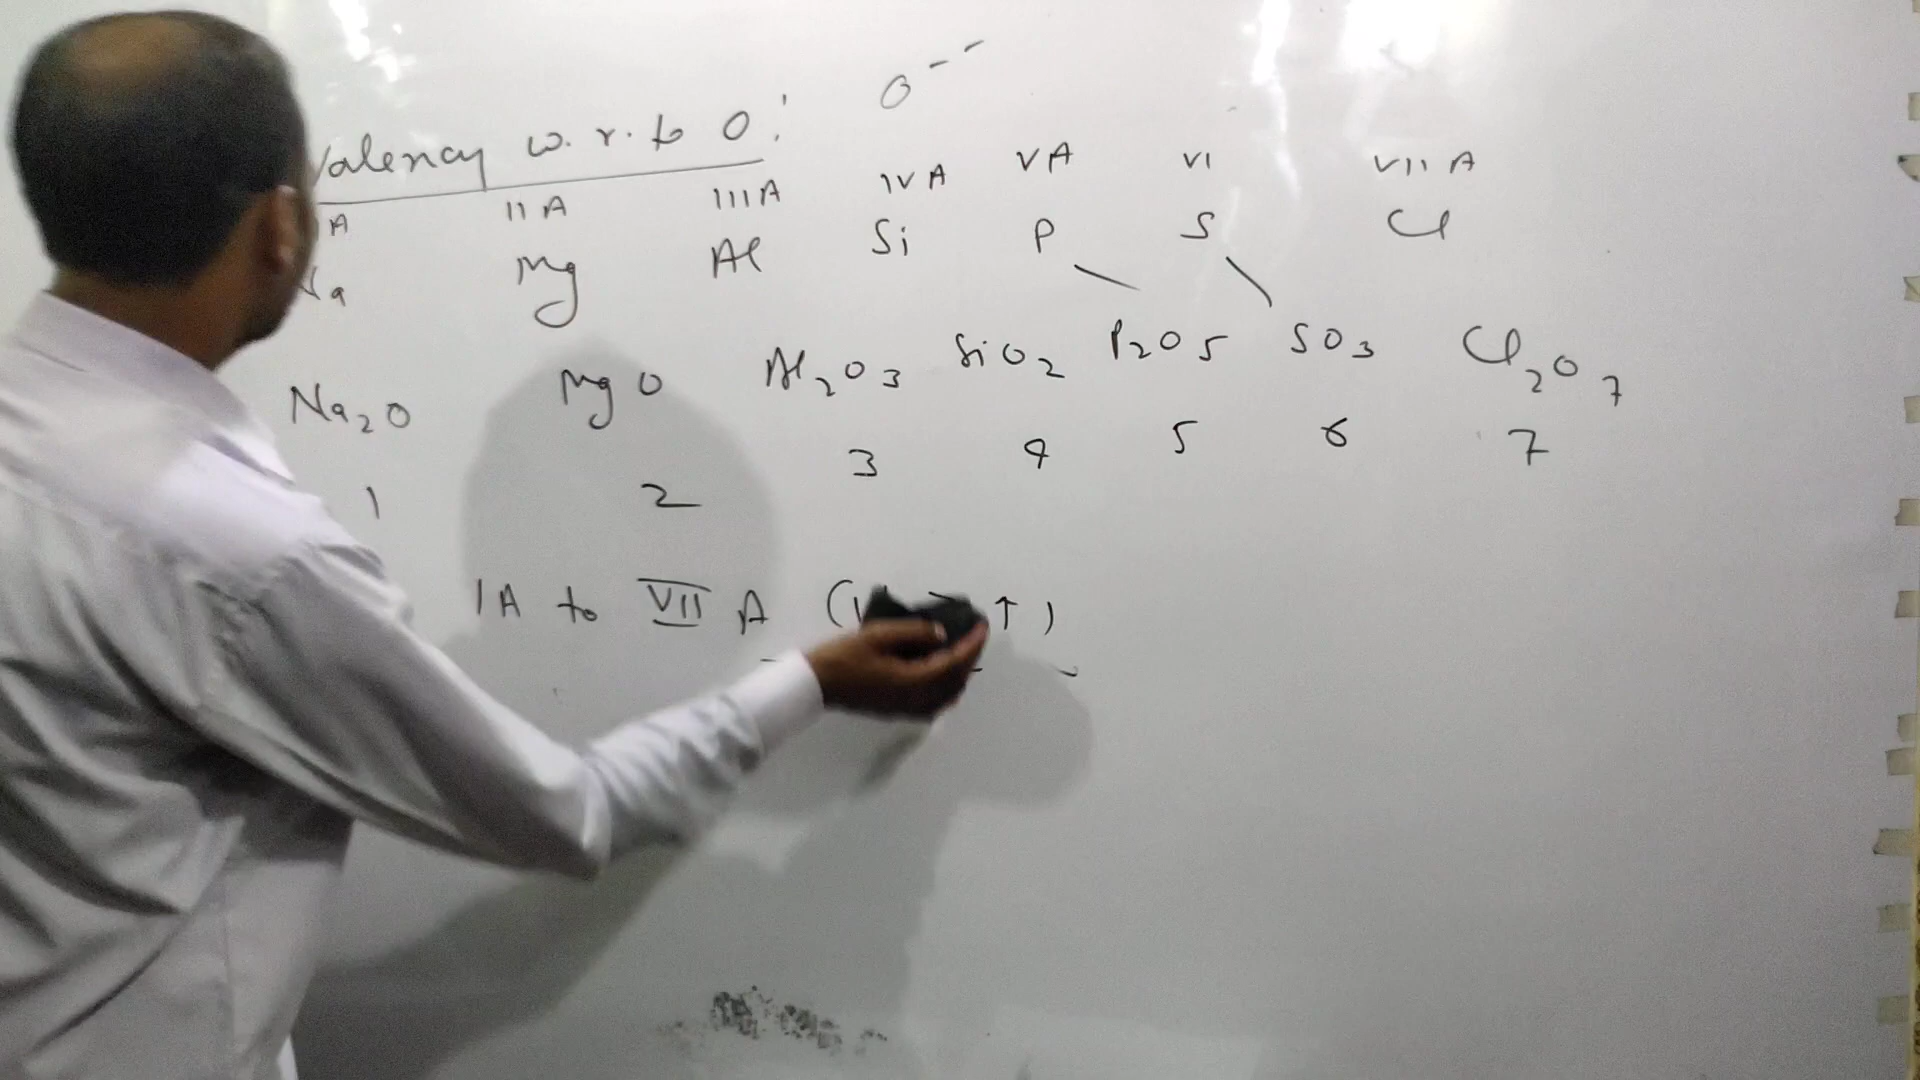 O--
Valency w.r.to O:
A IIA IIIA IVA VA VI VIIA
Na Mg Al Si P S Cl
Na2O MgO Al2O3 SiO2 P2O5 SO3 Cl2O7
1 2 3 4 5 6 7
IA to VII A ( ↑)